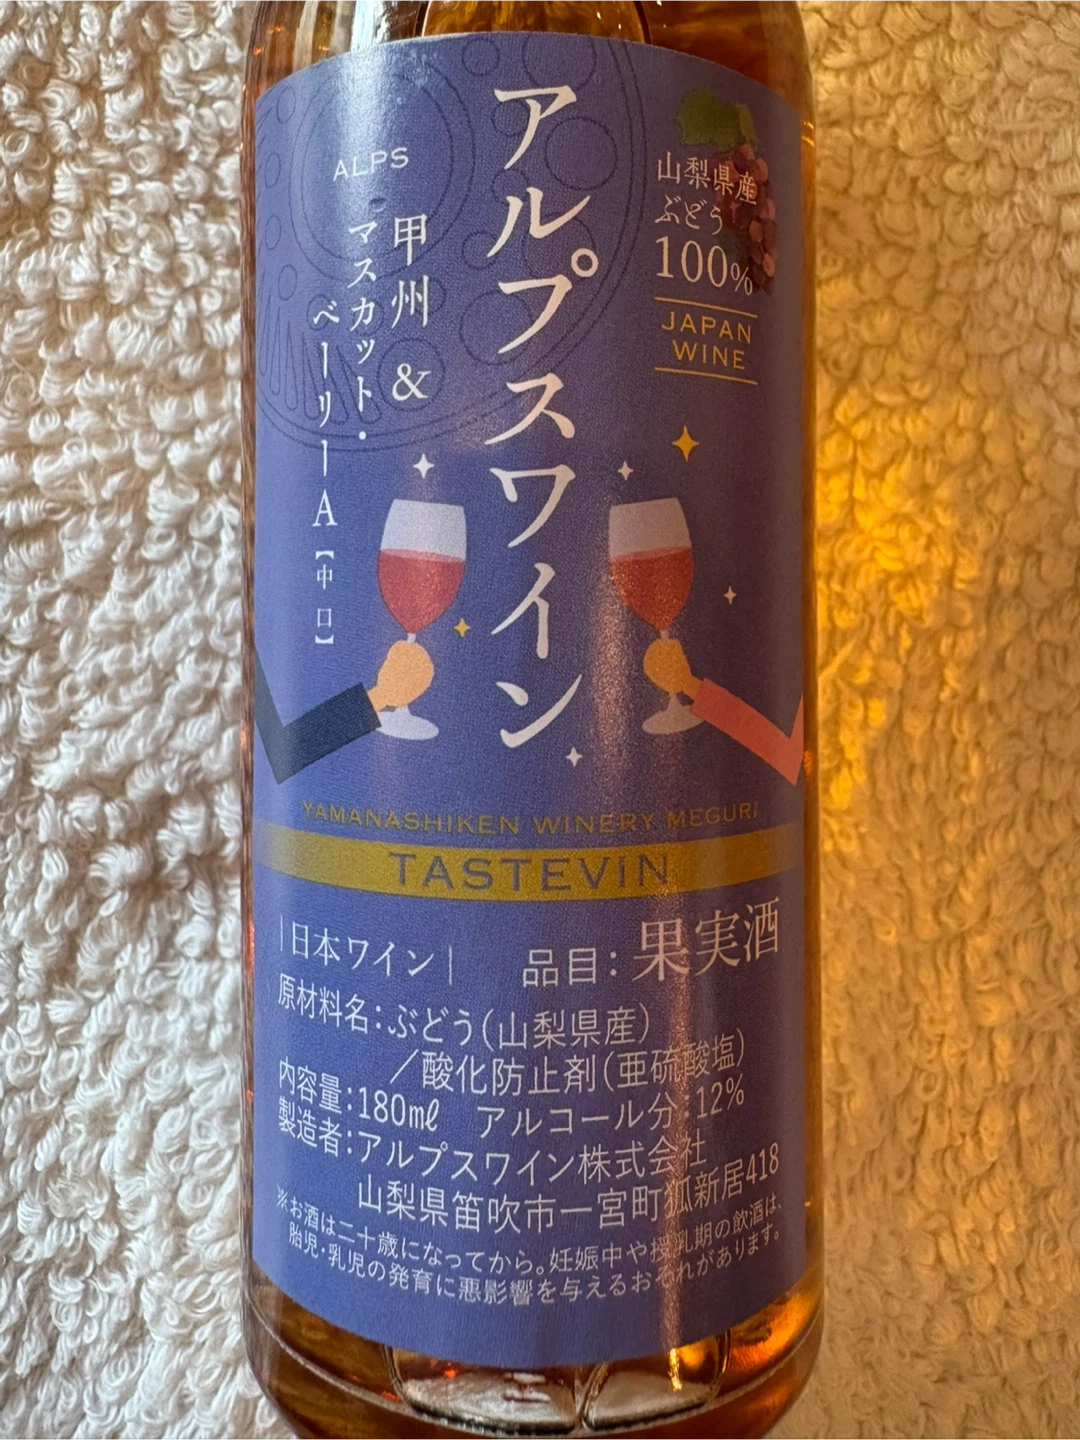 アルプスワイン
ALPS
甲州 &
マスカット・
ベーリーA【中口】
山梨県産
ぶどう
100%
JAPAN
WINE
YAMANASHIKEN WINERY MEGURI
TASTEVIN
|日本ワイン| 品目：果実酒
原材料名：ぶどう（山梨県産）
／酸化防止剤（亜硫酸塩）
内容量：180㎖ アルコール分：12%
製造者：アルプスワイン株式会社
山梨県笛吹市一宮町狐新居418
※お酒は二十歳になってから。妊娠中や授乳期の飲酒は、
胎児・乳児の発育に悪影響を与えるおそれがあります。